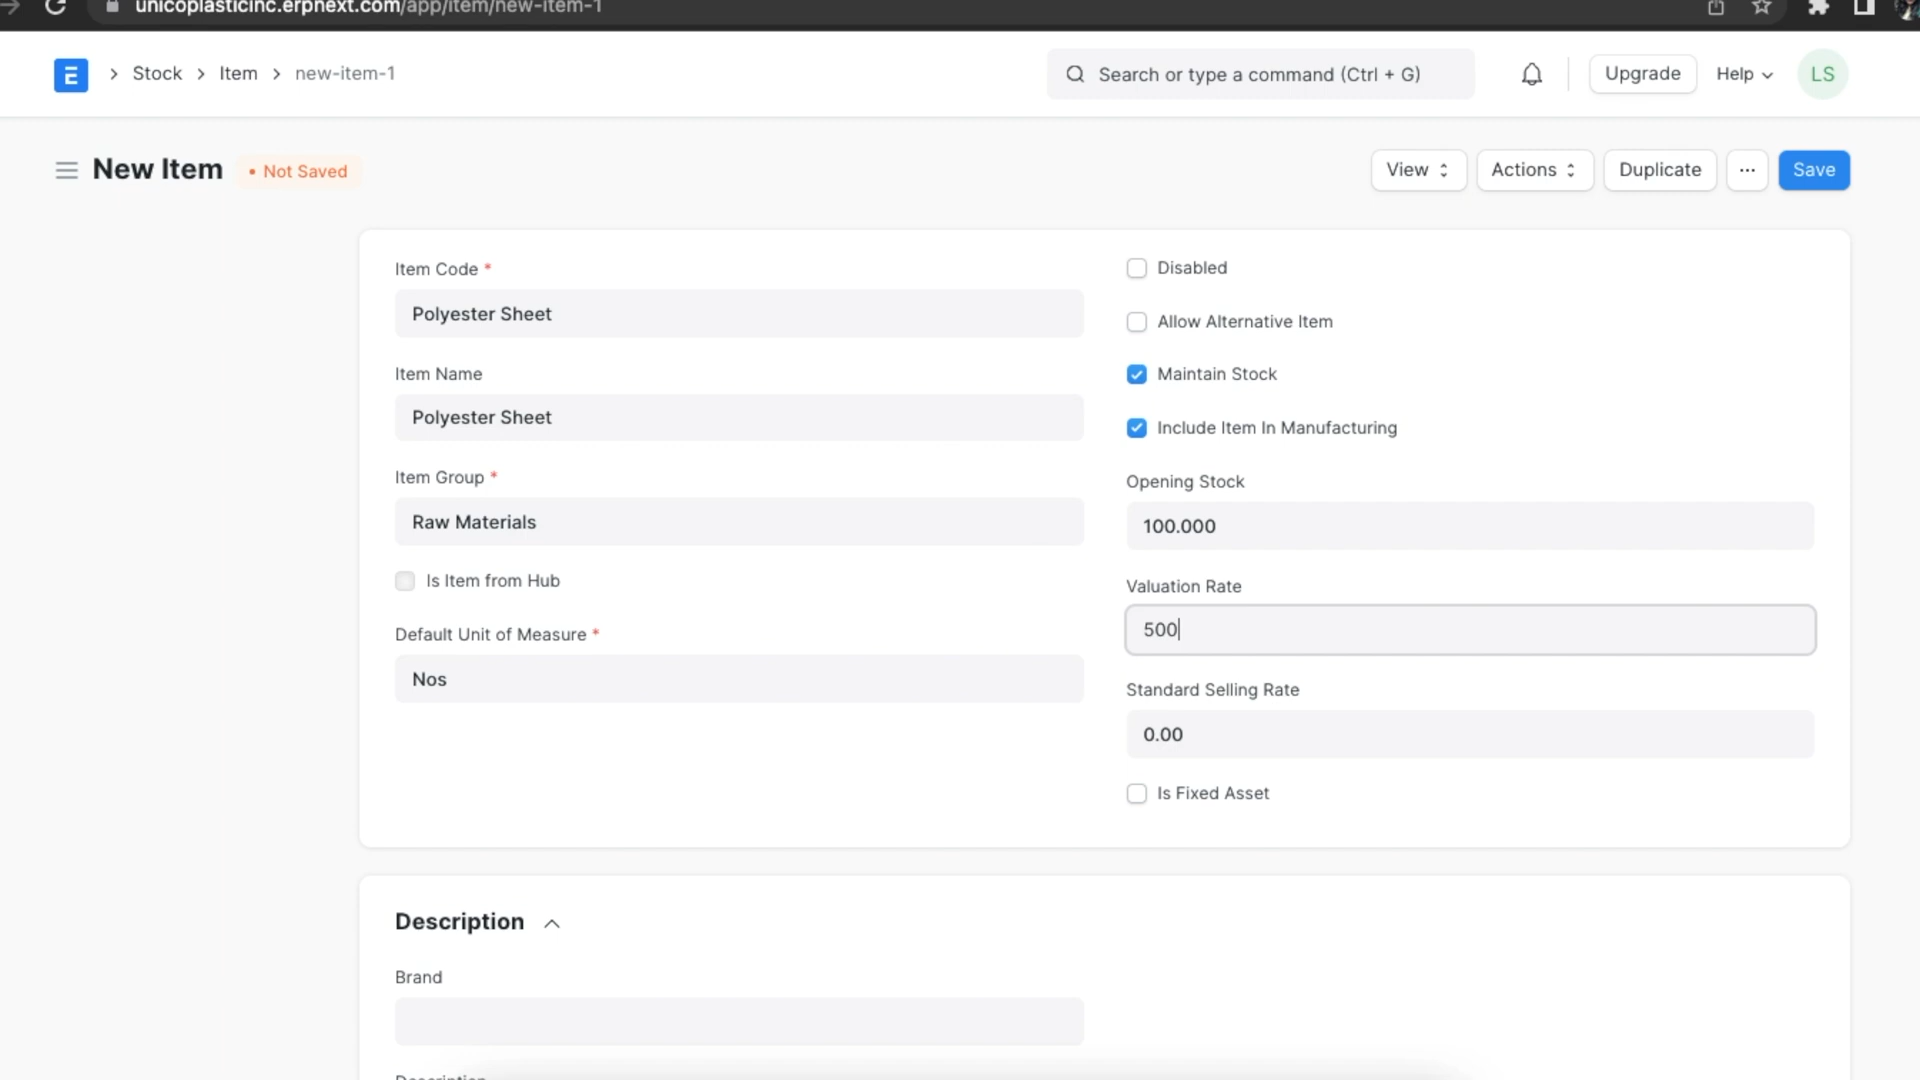 unicoplasticinc.erpnext.com/app/item/new-item-1
E > Stock > Item > new-item-1
Search or type a command (Ctrl + G)
Upgrade
Help
LS
New Item
• Not Saved
View
Actions
Duplicate
...
Save
Item Code *
Polyester Sheet
Item Name
Polyester Sheet
Item Group *
Raw Materials
Is Item from Hub
Default Unit of Measure *
Nos
Disabled
Allow Alternative Item
Maintain Stock
Include Item In Manufacturing
Opening Stock
100.000
Valuation Rate
500
Standard Selling Rate
0.00
Is Fixed Asset
Description
Brand
Description